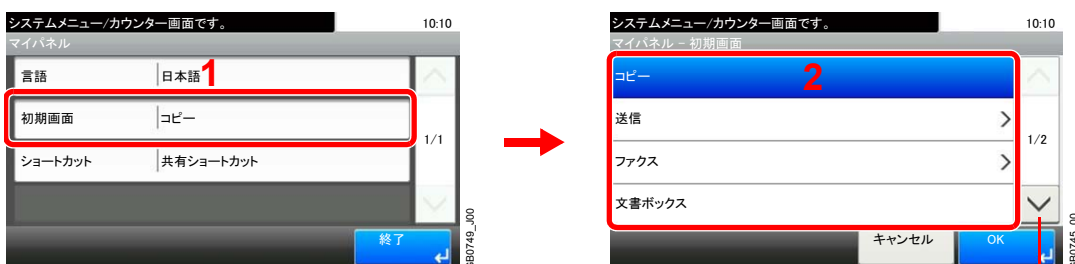 システムメニュー/カウンター画面です。 10:10
マイパネル
言語 日本語
1
初期画面 コピー
1/1
ショートカット 共有ショートカット
終了
GB0749_J00
システムメニュー/カウンター画面です。 10:10
マイパネル - 初期画面
コピー
2
送信
1/2
ファクス
文書ボックス
キャンセル OK
GB0745_00